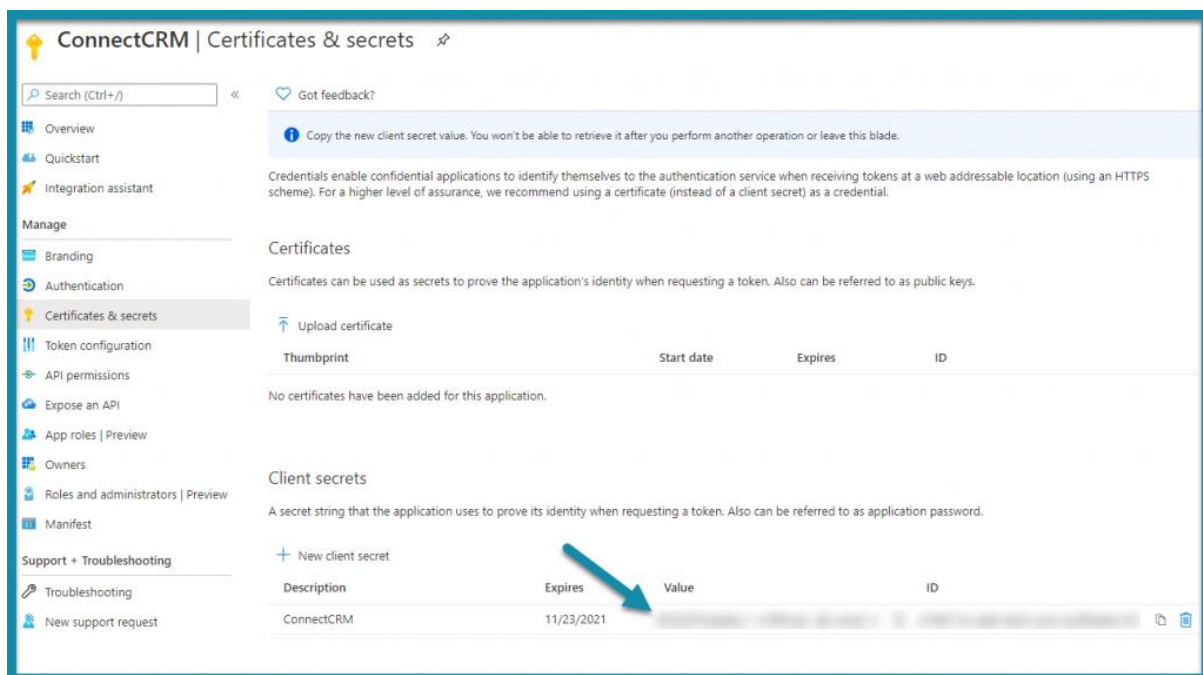 ConnectCRM | Certificates & secrets
Search (Ctrl+/)
«
Overview
Quickstart
Integration assistant
Manage
Branding
Authentication
Certificates & secrets
Token configuration
API permissions
Expose an API
App roles | Preview
Owners
Roles and administrators | Preview
Manifest
Support + Troubleshooting
Troubleshooting
New support request
Got feedback?
Copy the new client secret value. You won't be able to retrieve it after you perform another operation or leave this blade.
Credentials enable confidential applications to identify themselves to the authentication service when receiving tokens at a web addressable location (using an HTTPS
scheme). For a higher level of assurance, we recommend using a certificate (instead of a client secret) as a credential.
Certificates
Certificates can be used as secrets to prove the application's identity when requesting a token. Also can be referred to as public keys.
Upload certificate
Thumbprint Start date Expires ID
No certificates have been added for this application.
Client secrets
A secret string that the application uses to prove its identity when requesting a token. Also can be referred to as application password.
New client secret
Description Expires Value ID
ConnectCRM 11/23/2021